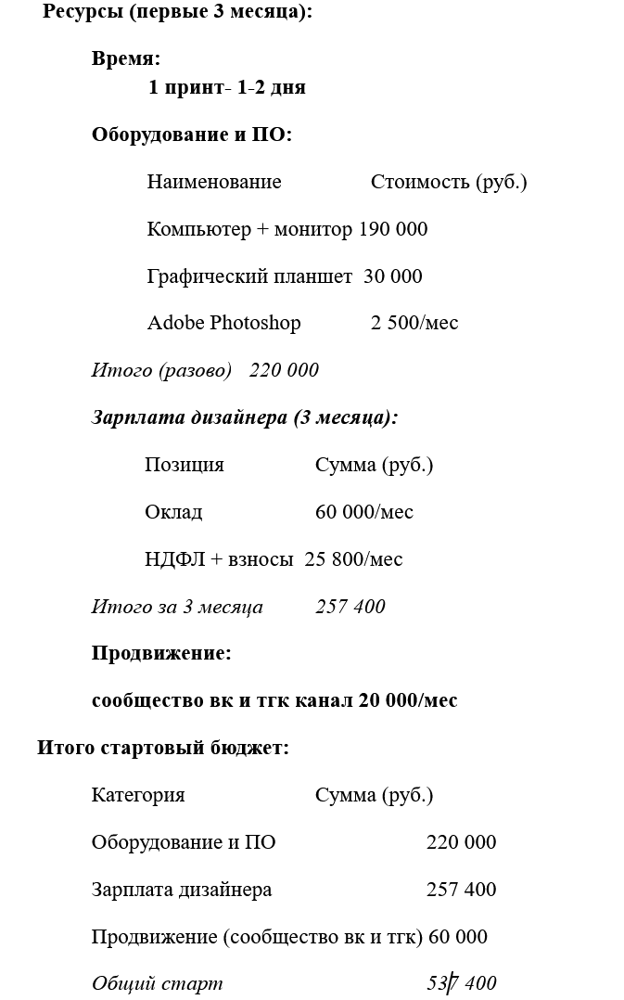 Ресурсы (первые 3 месяца):
Время:
1 принт- 1-2 дня
Оборудование и ПО:
Наименование Стоимость (руб.)
Компьютер + монитор 190 000
Графический планшет 30 000
Adobe Photoshop 2 500/мес
Итого (разово) 220 000
Зарплата дизайнера (3 месяца):
Позиция Сумма (руб.)
Оклад 60 000/мес
НДФЛ + взносы 25 800/мес
Итого за 3 месяца 257 400
Продвижение:
сообщество вк и тгк канал 20 000/мес
Итого стартовый бюджет:
Категория Сумма (руб.)
Оборудование и ПО 220 000
Зарплата дизайнера 257 400
Продвижение (сообщество вк и тгк) 60 000
Общий старт 537 400